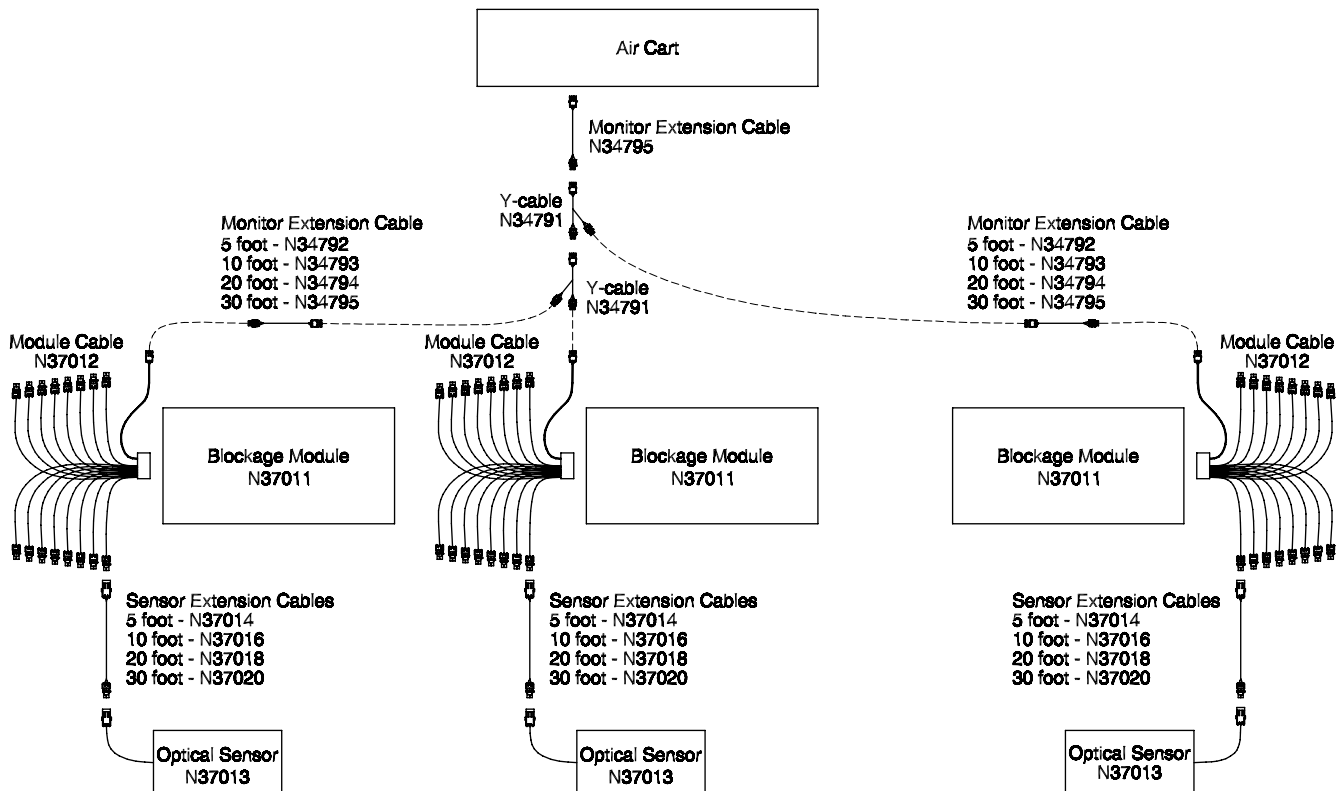 Air Cart
Monitor Extension Cable
N34795
Y-cable
N34791
Monitor Extension Cable
5 foot - N34792
10 foot - N34793
20 foot - N34794
30 foot - N34795
Monitor Extension Cable
5 foot - N34792
10 foot - N34793
20 foot - N34794
30 foot - N34795
Y-cable
N34791
Module Cable
N37012
Module Cable
N37012
Module Cable
N37012
Blockage Module
N37011
Blockage Module
N37011
Blockage Module
N37011
Sensor Extension Cables
5 foot - N37014
10 foot - N37016
20 foot - N37018
30 foot - N37020
Sensor Extension Cables
5 foot - N37014
10 foot - N37016
20 foot - N37018
30 foot - N37020
Sensor Extension Cables
5 foot - N37014
10 foot - N37016
20 foot - N37018
30 foot - N37020
Optical Sensor
N37013
Optical Sensor
N37013
Optical Sensor
N37013